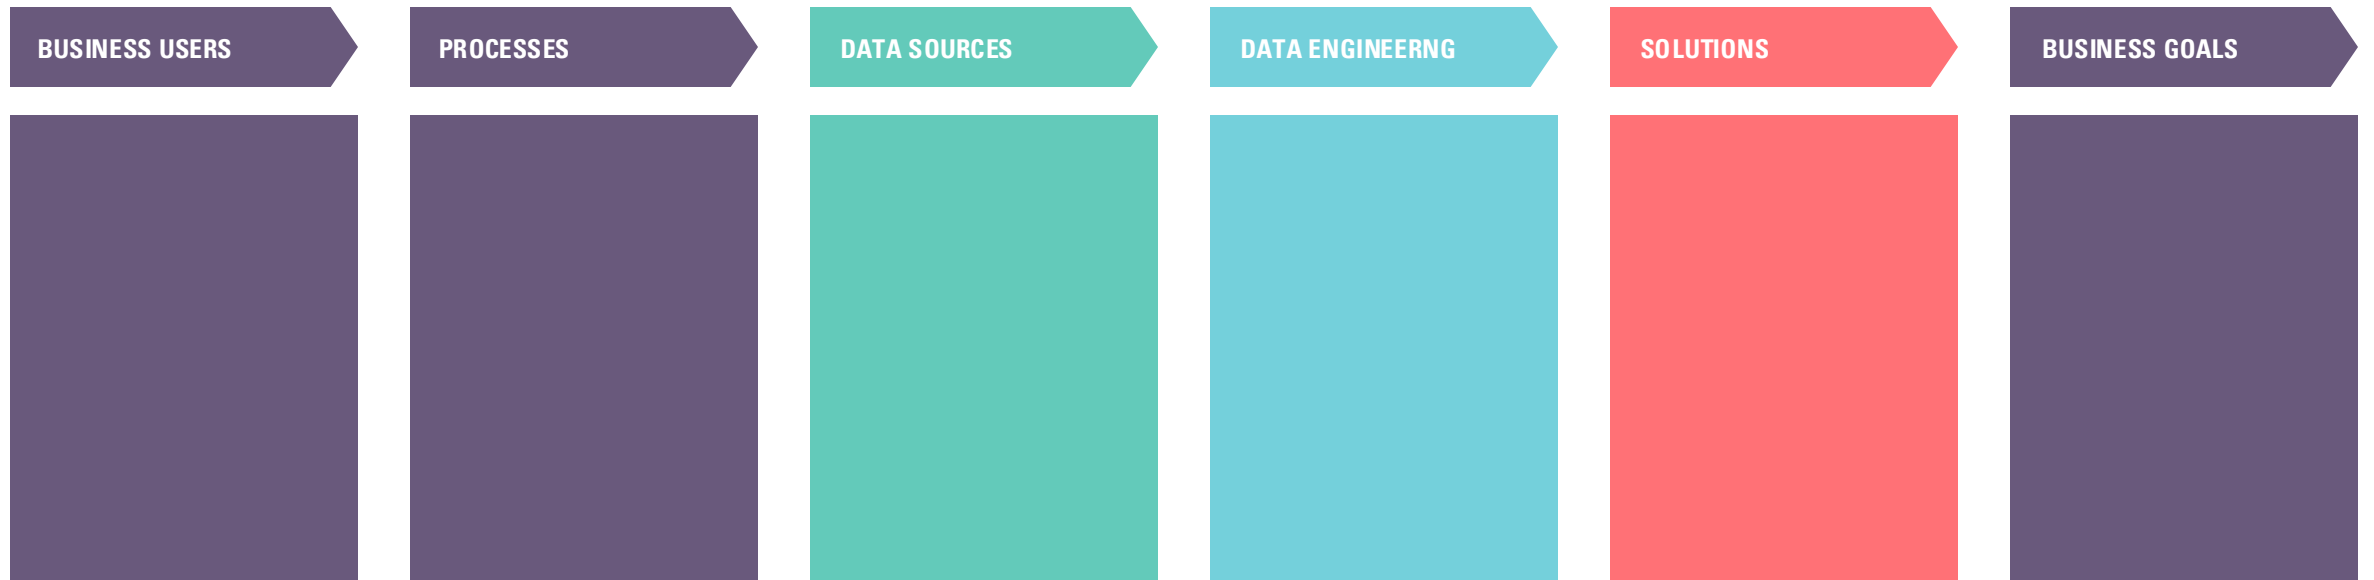 BUSINESS USERS
PROCESSES
DATA SOURCES
DATA ENGINEERNG
SOLUTIONS
BUSINESS GOALS